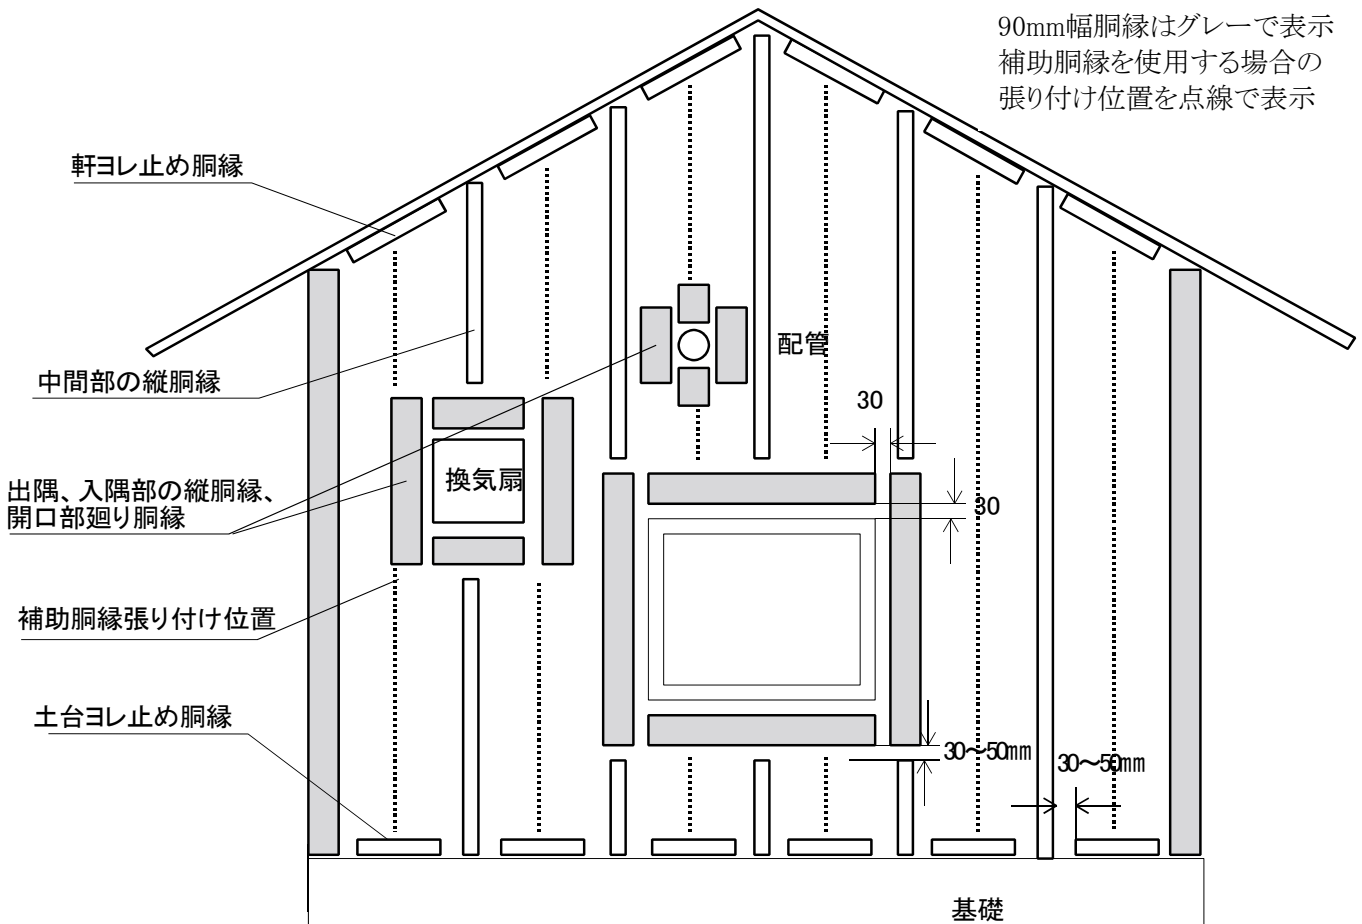 90mm幅胴縁はグレーで表示
補助胴縁を使用する場合の
張り付け位置を点線で表示
軒ヨレ止め胴縁
配管
中間部の縦胴縁
30
換気扇
出隅、入隅部の縦胴縁、
開口部廻り胴縁
30
補助胴縁張り付け位置
土台ヨレ止め胴縁
30～50mm
30～50mm
基礎